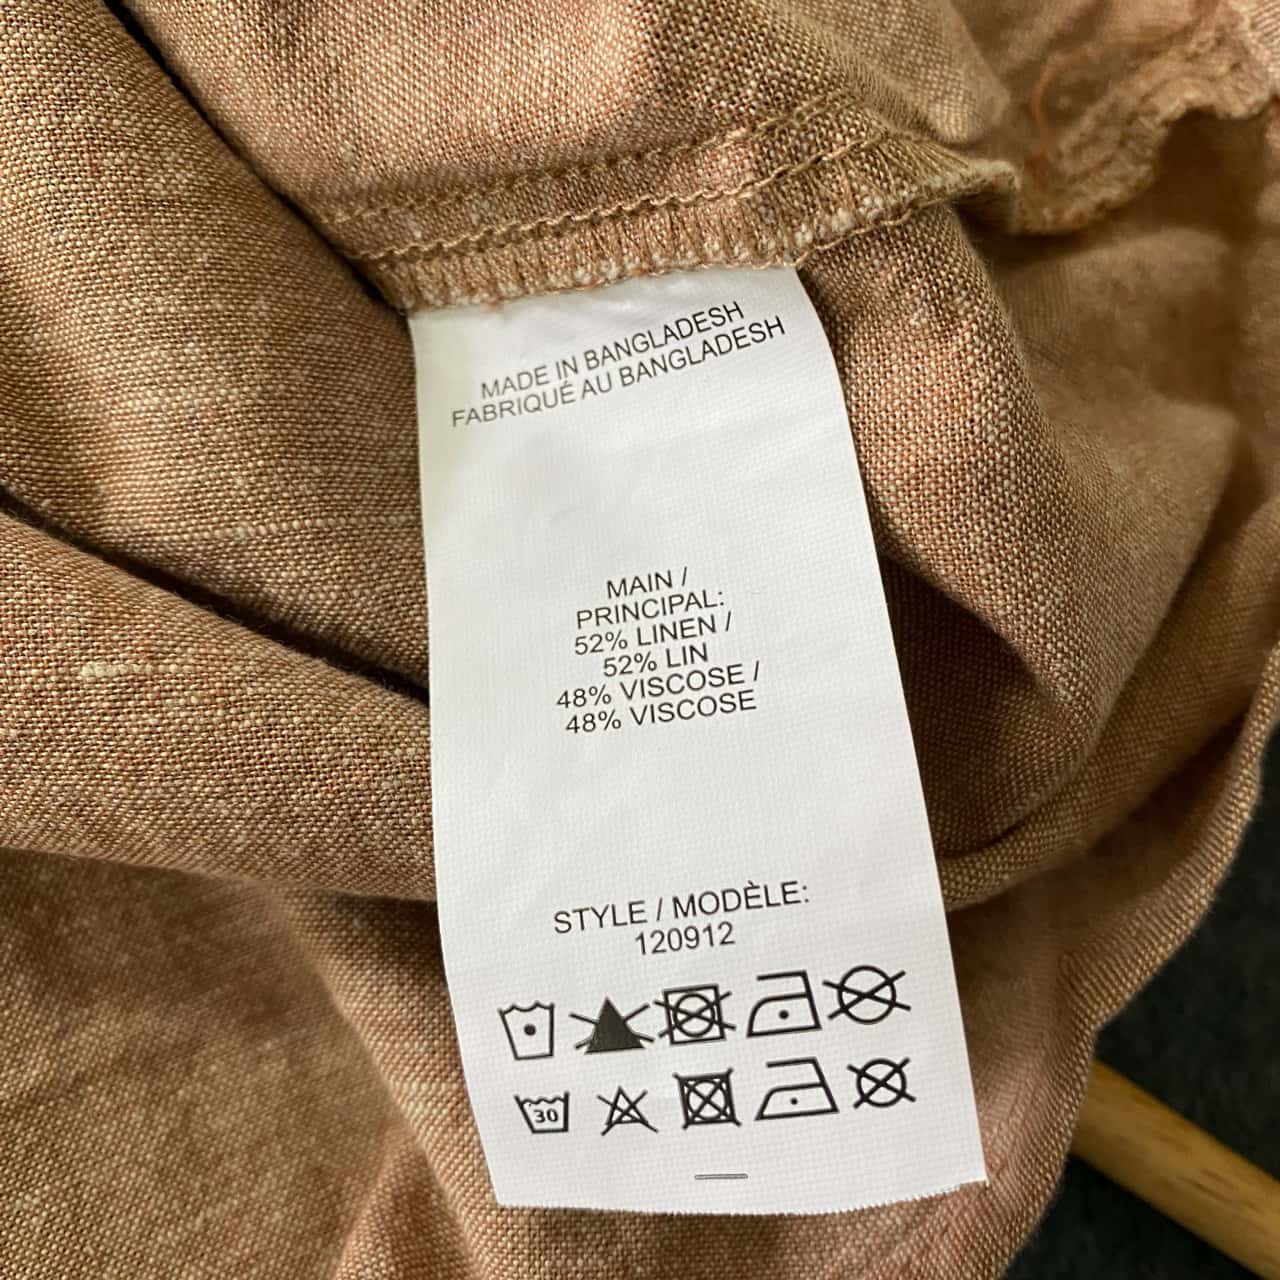 MADE IN BANGLADESH
FABRIQUÉ AU BANGLADESH
MAIN /
PRINCIPAL:
52% LINEN /
52% LIN
48% VISCOSE /
48% VISCOSE
STYLE / MODÈLE:
120912
30